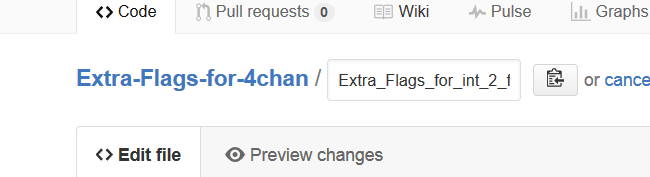 Code Pull requests 0 Wiki Pulse Graphs
Extra-Flags-for-4chan / Extra_Flags_for_int_2_f or cance
Edit file Preview changes